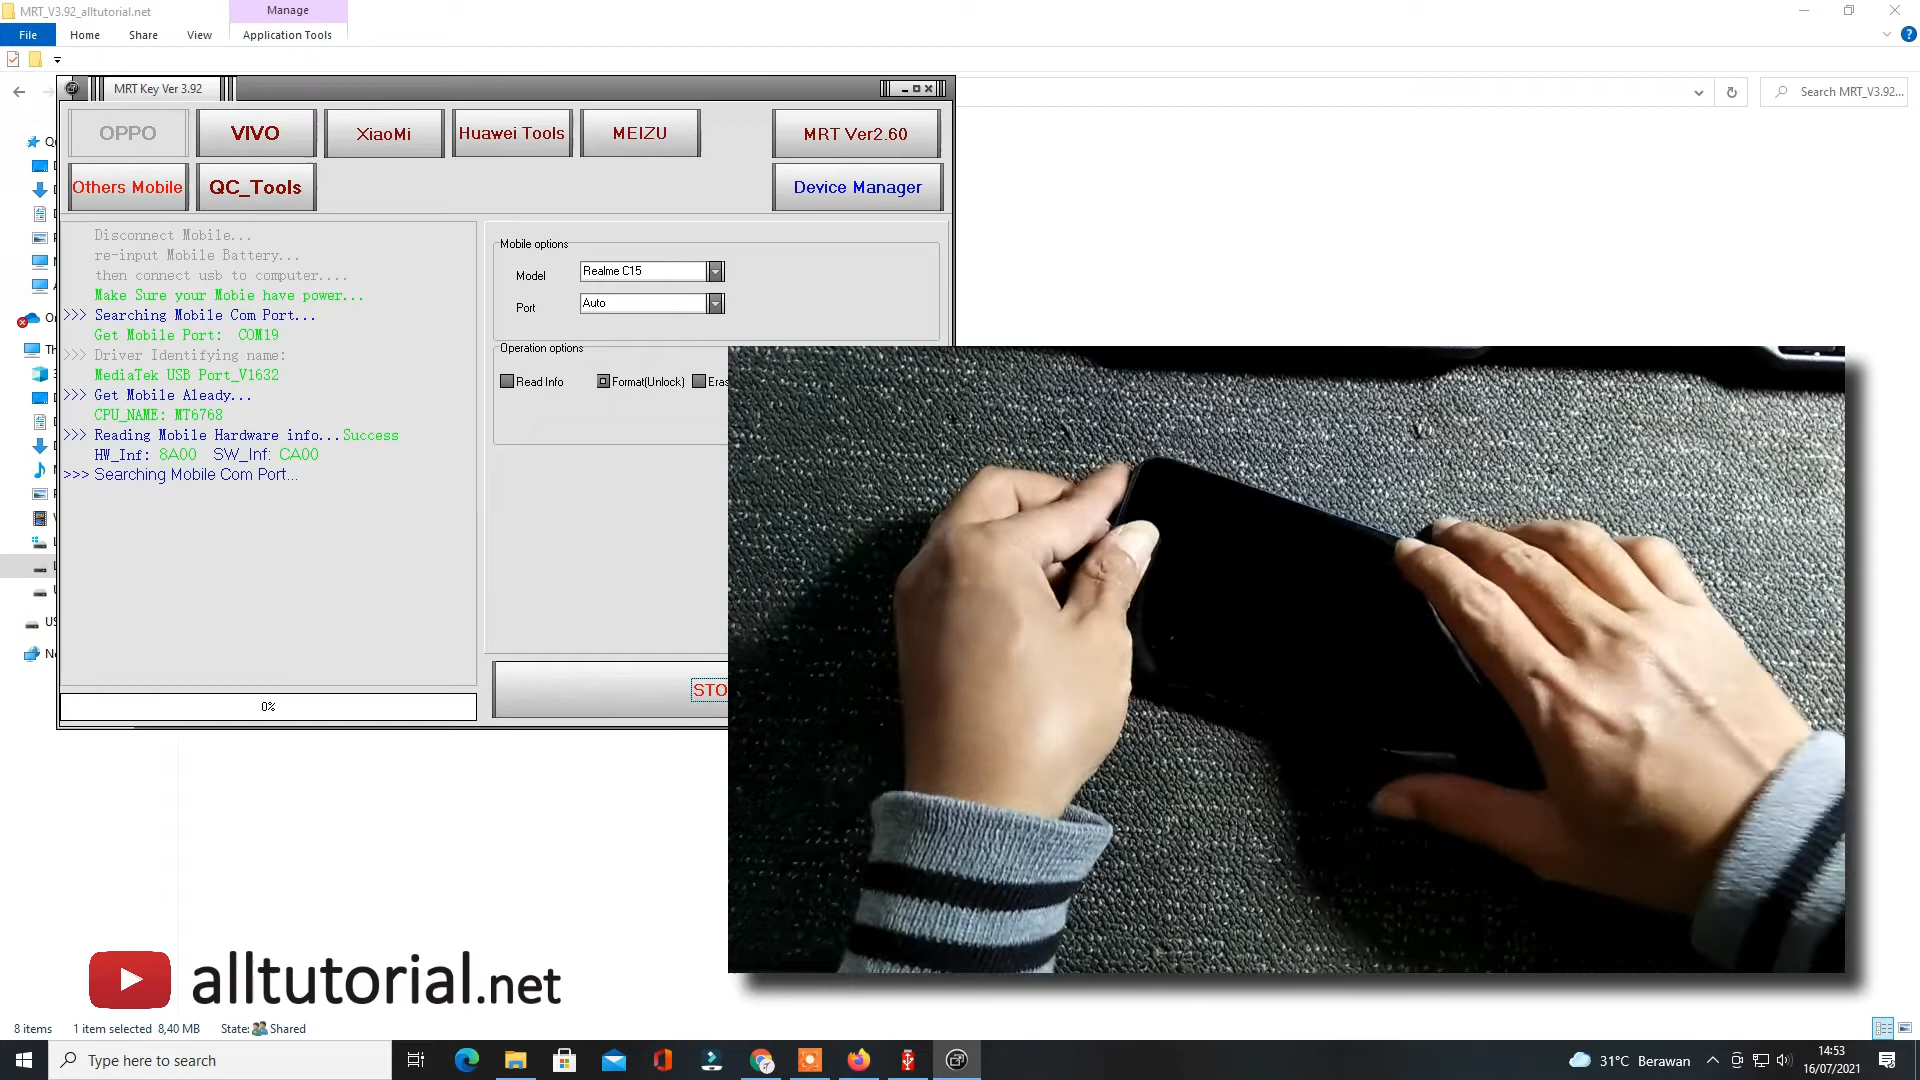 MRT_V3.92_alltutorial.net
Manage
File
Home
Share
View
Application Tools
Search MRT_V3.92...
MRT Key Ver 3.92
OPPO
VIVO
XiaoMi
Huawei Tools
MEIZU
MRT Ver2.60
Others Mobile
QC_Tools
Device Manager
Disconnect Mobile...
re-input Mobile Battery...
then connect usb to computer....
Make Sure your Mobie have power...
>>> Searching Mobile Com Port...
Get Mobile Port: COM19
>>> Driver Identifying name:
MediaTek USB Port_V1632
>>> Get Mobile Aleady...
CPU_NAME: MT6768
>>> Reading Mobile Hardware info...Success
HW_Inf: 8A00 SW_Inf: CA00
>>> Searching Mobile Com Port...
0%
Mobile options
Model
Realme C15
Port
Auto
Operation options
Read Info
Format(Unlock)
Eras
STO
alltutorial.net
8 items
1 item selected 8,40 MB
State:
Shared
Type here to search
31°C Berawan
14:53
16/07/2021